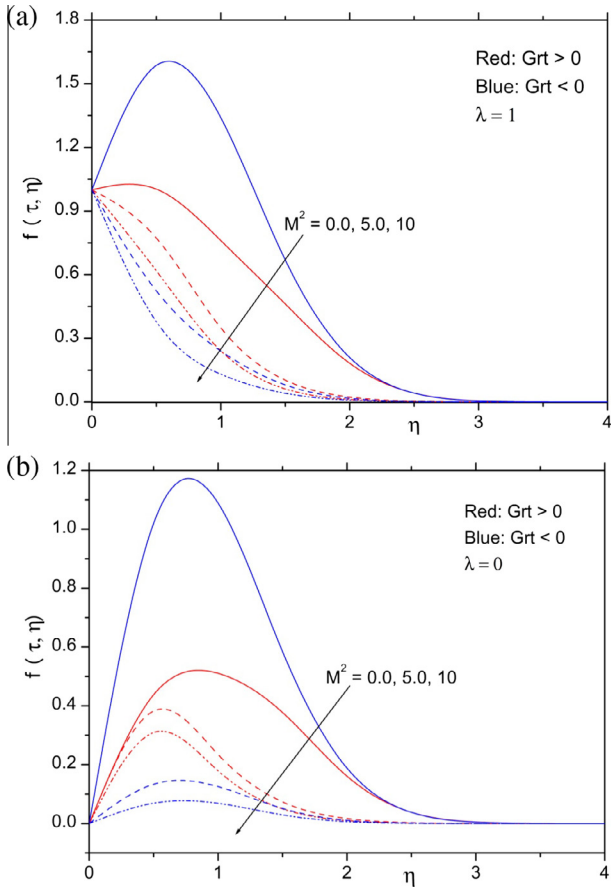 (a)
1.8
1.5
1.2
0.9
0.6
0.3
0.0
f ( τ, η)
Red: Grt > 0
Blue: Grt < 0
λ = 1
M² = 0.0, 5.0, 10
0 1 2 3 4
η
(b)
1.2
1.0
0.8
0.6
0.4
0.2
0.0
f ( τ, η)
Red: Grt > 0
Blue: Grt < 0
λ = 0
M² = 0.0, 5.0, 10
0 1 2 3 4
η